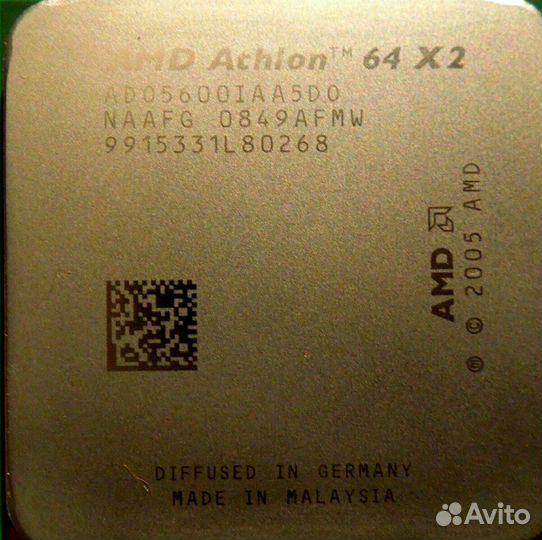 AMD Athlon™ 64 X2
ADO5600IAA5DO
NAAFG 0849AFMW
9915331L80268
AMD
ⓜ © 2005 AMD
DIFFUSED IN GERMANY
MADE IN MALAYSIA
Avito